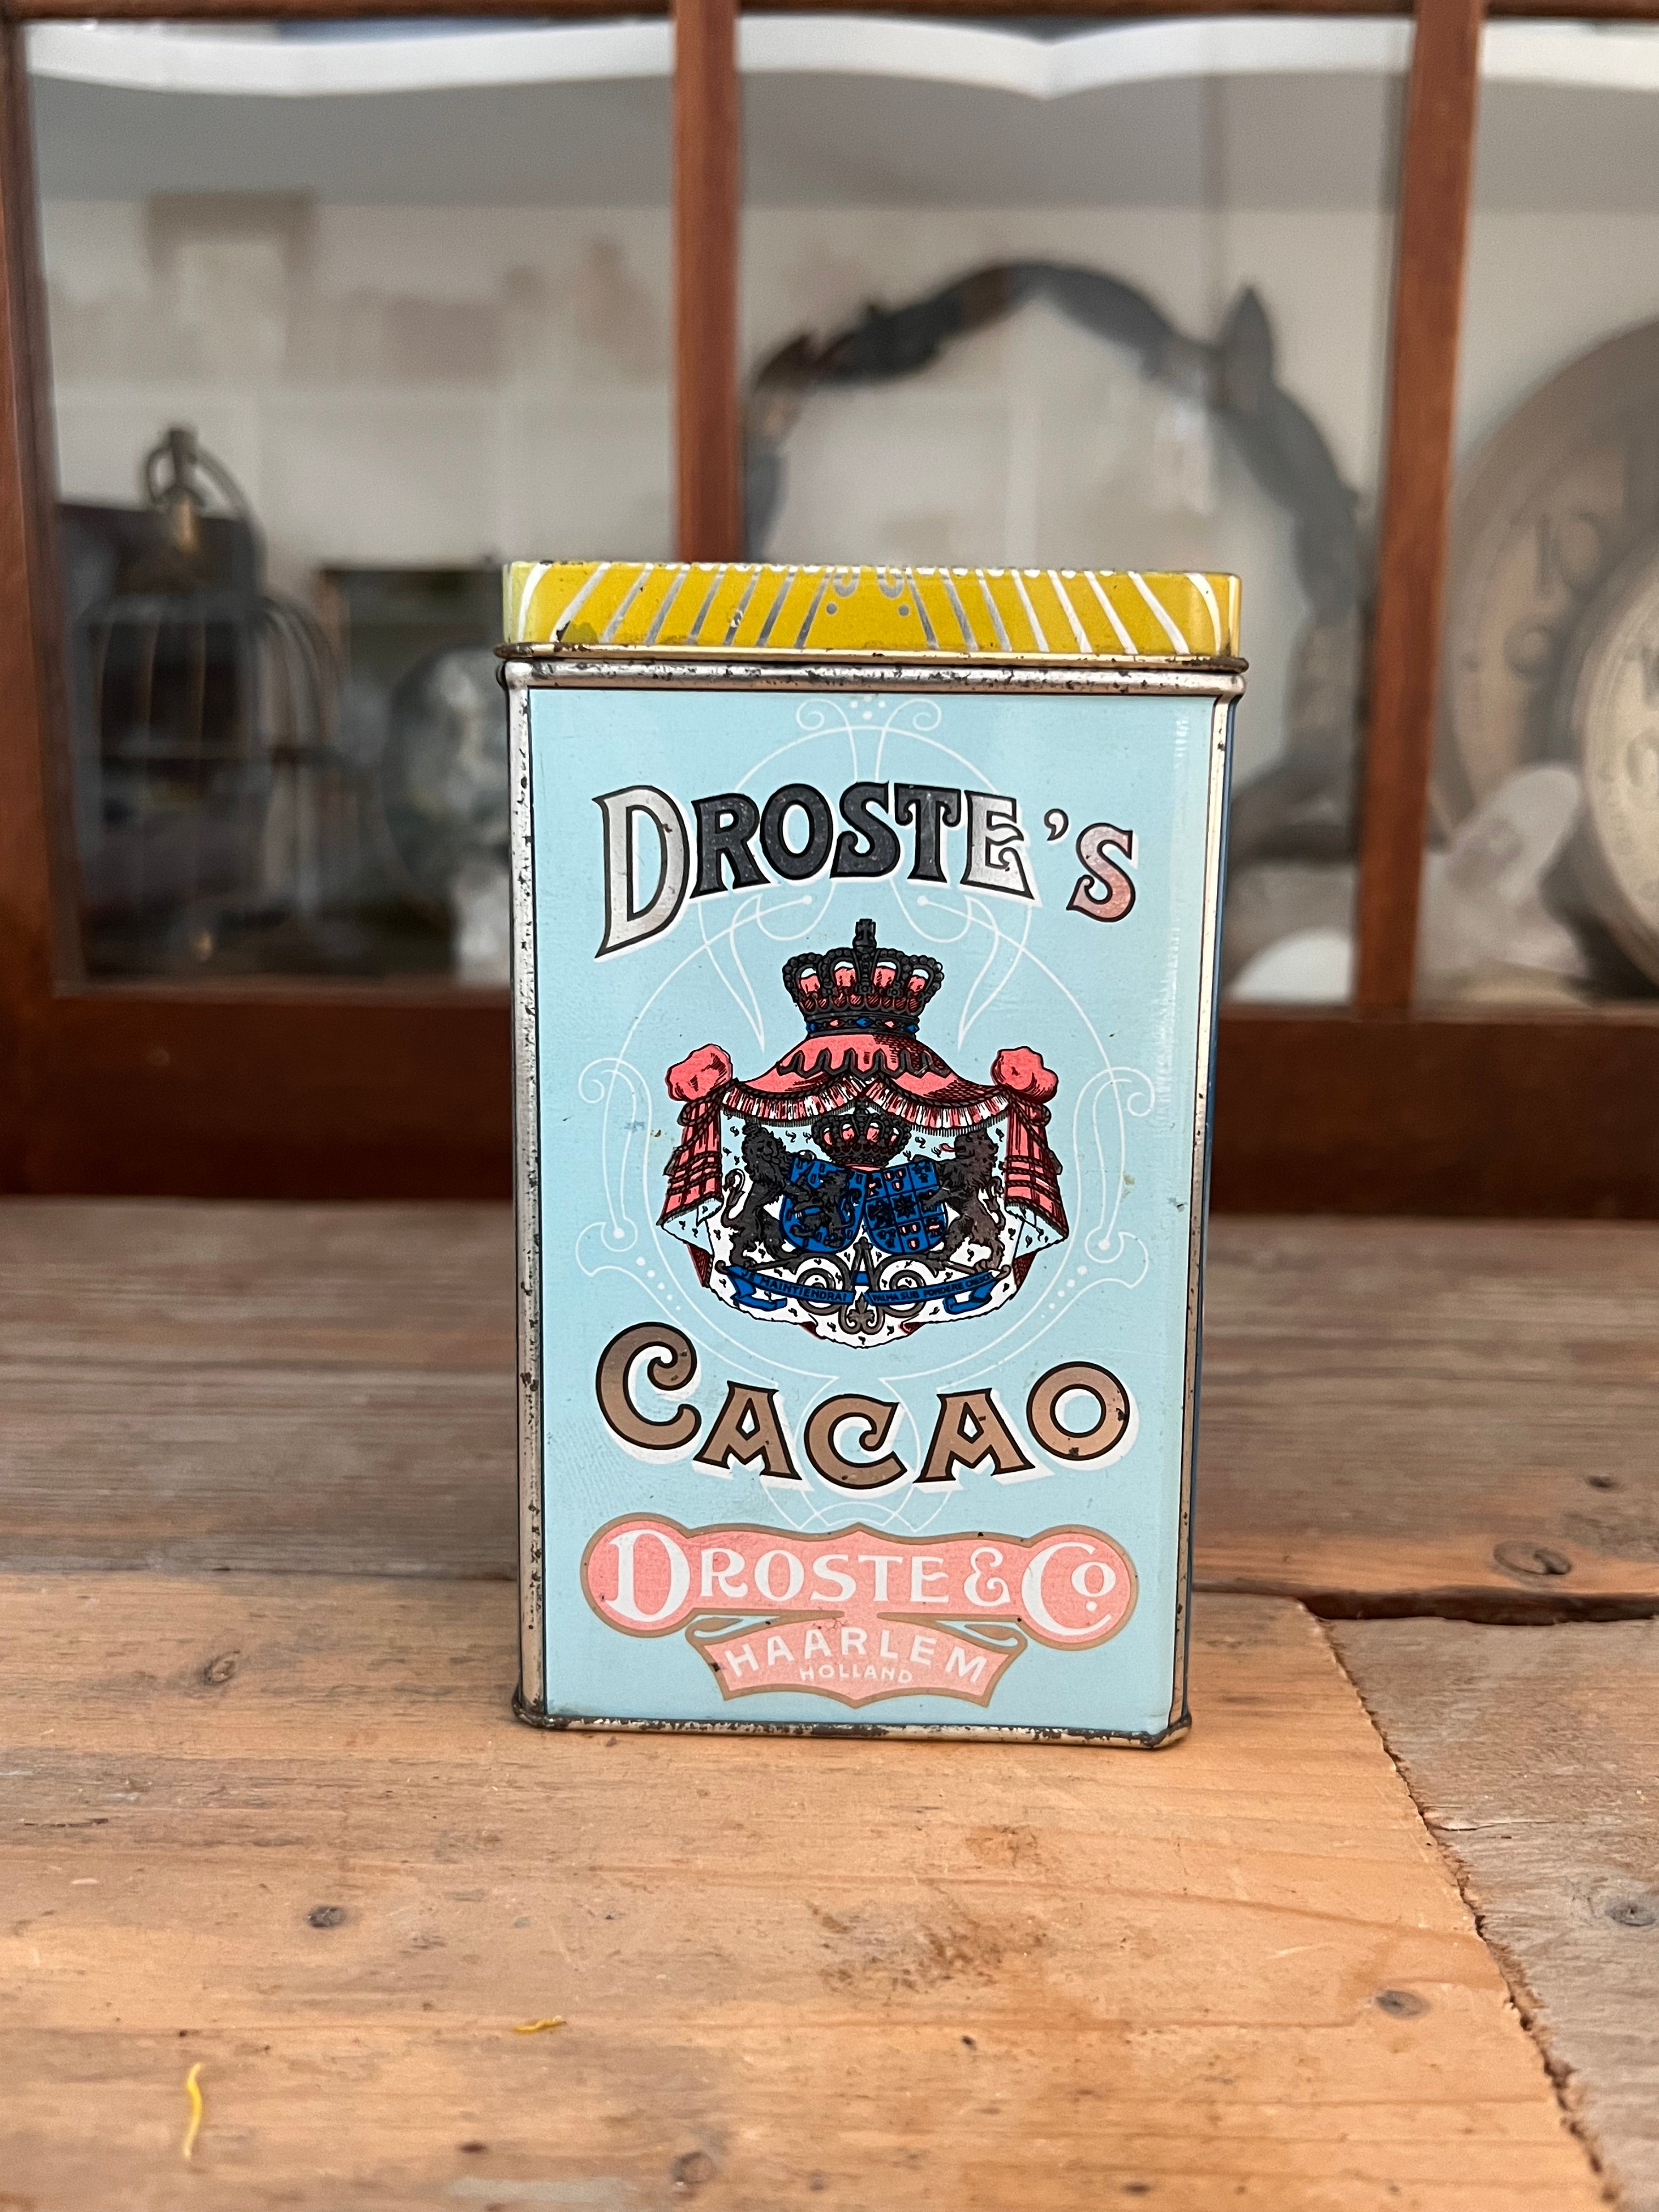 DROSTE'S
JE MAINTIENDRAI
PALMA SUB PONDERE CRESCIT
CACAO
DROSTE & Co.
HAARLEM
HOLLAND